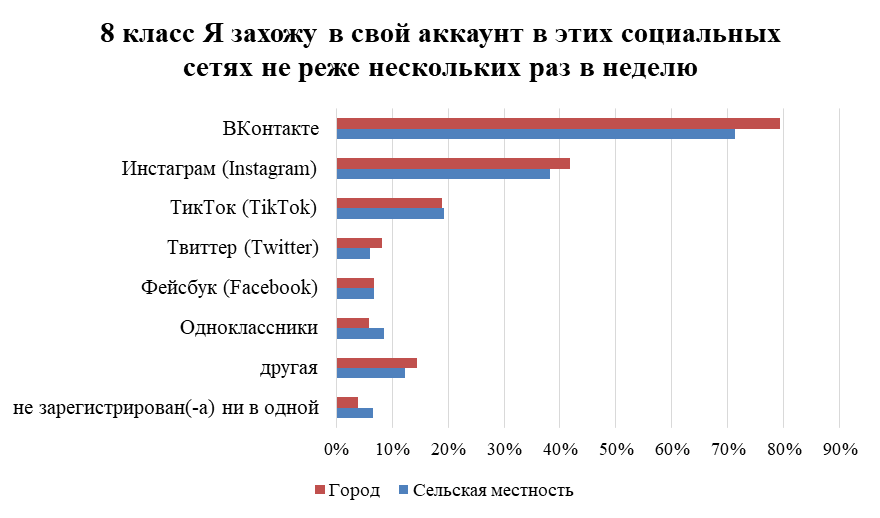 8 класс Я захожу в свой аккаунт в этих социальных
сетях не реже нескольких раз в неделю
ВКонтакте
Инстаграм (Instagram)
ТикТок (TikTok)
Твиттер (Twitter)
Фейсбук (Facebook)
Одноклассники
другая
не зарегистрирован(-а) ни в одной
0% 10% 20% 30% 40% 50% 60% 70% 80% 90%
Город Сельская местность